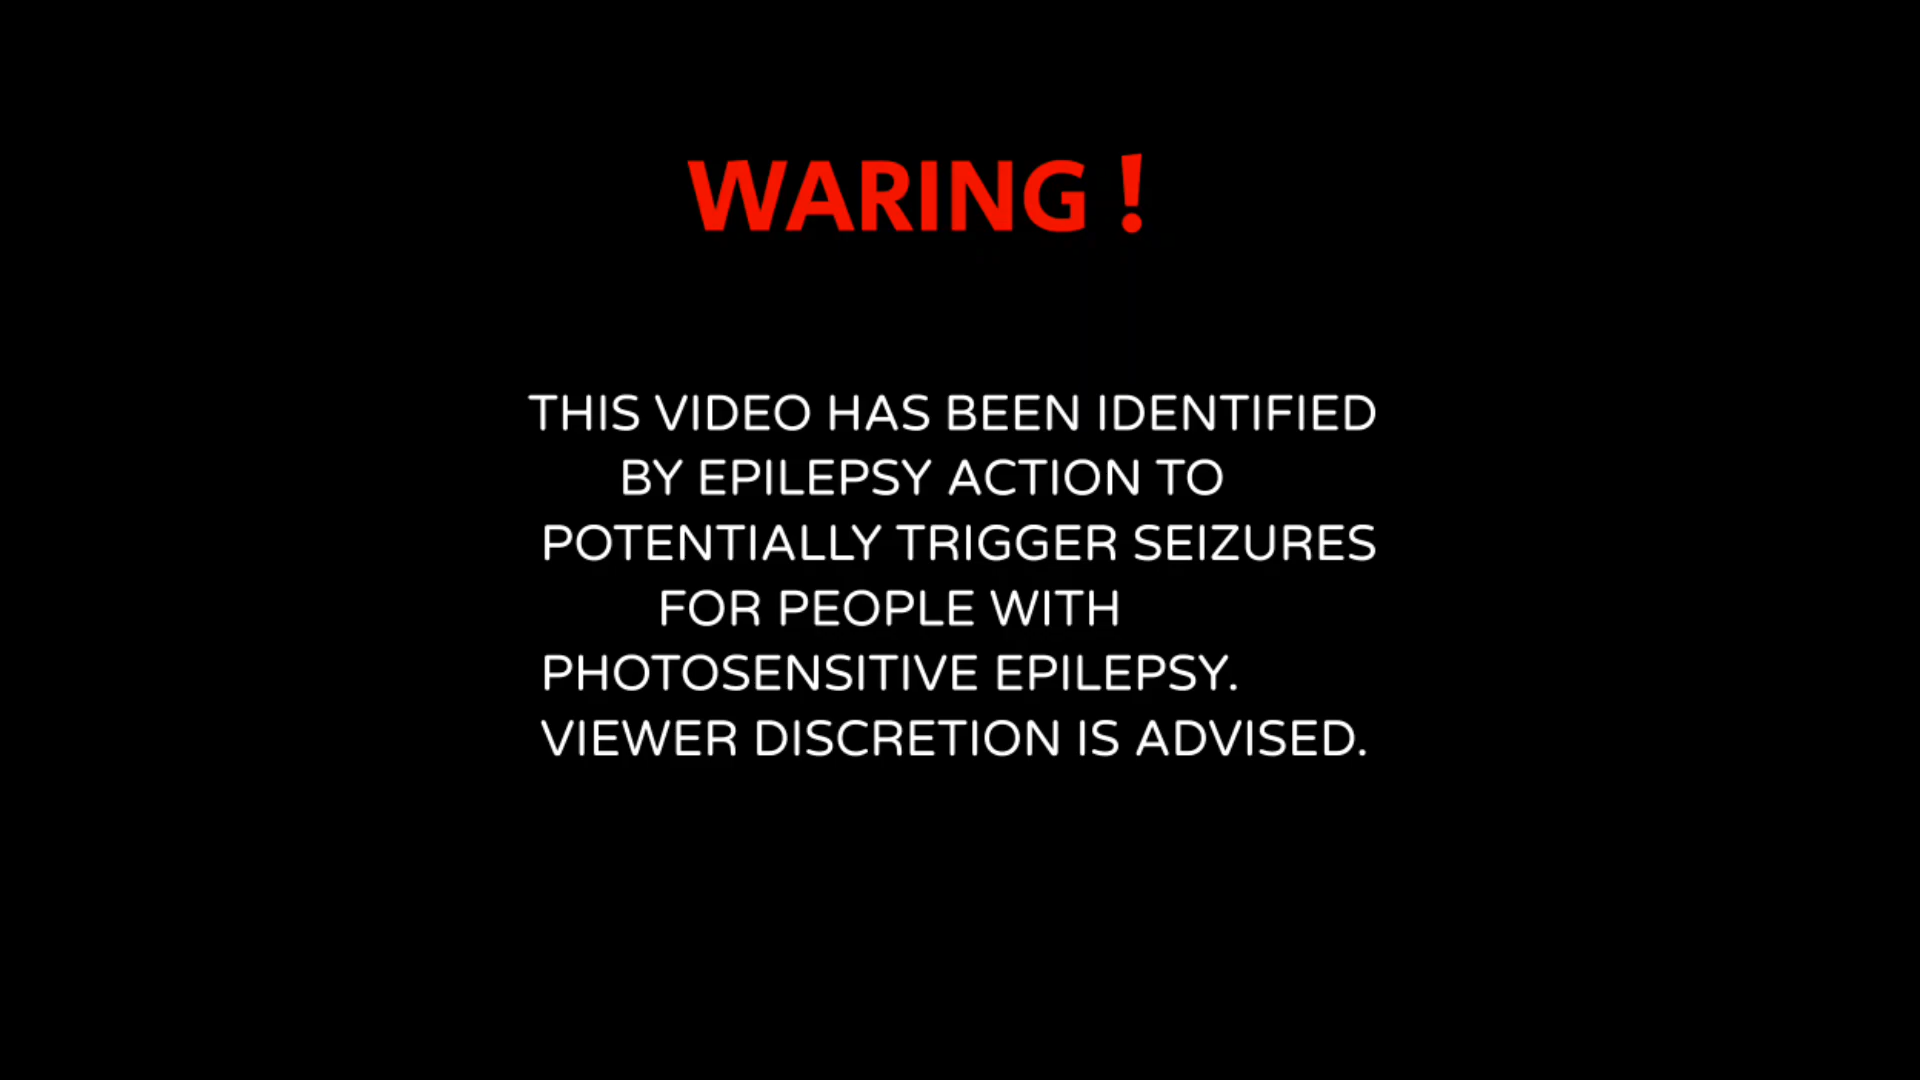 WARING !
THIS VIDEO HAS BEEN IDENTIFIED
BY EPILEPSY ACTION TO
POTENTIALLY TRIGGER SEIZURES
FOR PEOPLE WITH
PHOTOSENSITIVE EPILEPSY.
VIEWER DISCRETION IS ADVISED.